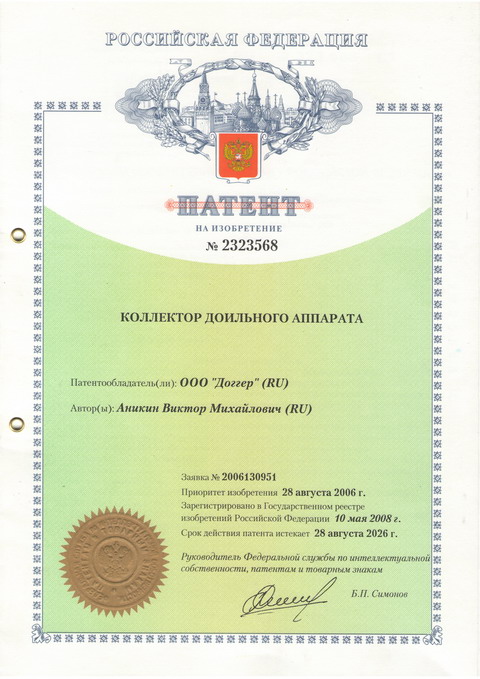 РОССИЙСКАЯ ФЕДЕРАЦИЯ
ПАТЕНТ
НА ИЗОБРЕТЕНИЕ
№ 2323568
КОЛЛЕКТОР ДОИЛЬНОГО АППАРАТА
Патентообладатель(ли): ООО "Доггер" (RU)
Автор(ы): Аникин Виктор Михайлович (RU)
Заявка № 2006130951
Приоритет изобретения 28 августа 2006 г.
Зарегистрировано в Государственном реестре
изобретений Российской Федерации 10 мая 2008 г.
Срок действия патента истекает 28 августа 2026 г.
Руководитель Федеральной службы по интеллектуальной
собственности, патентам и товарным знакам
Б.П. Симонов